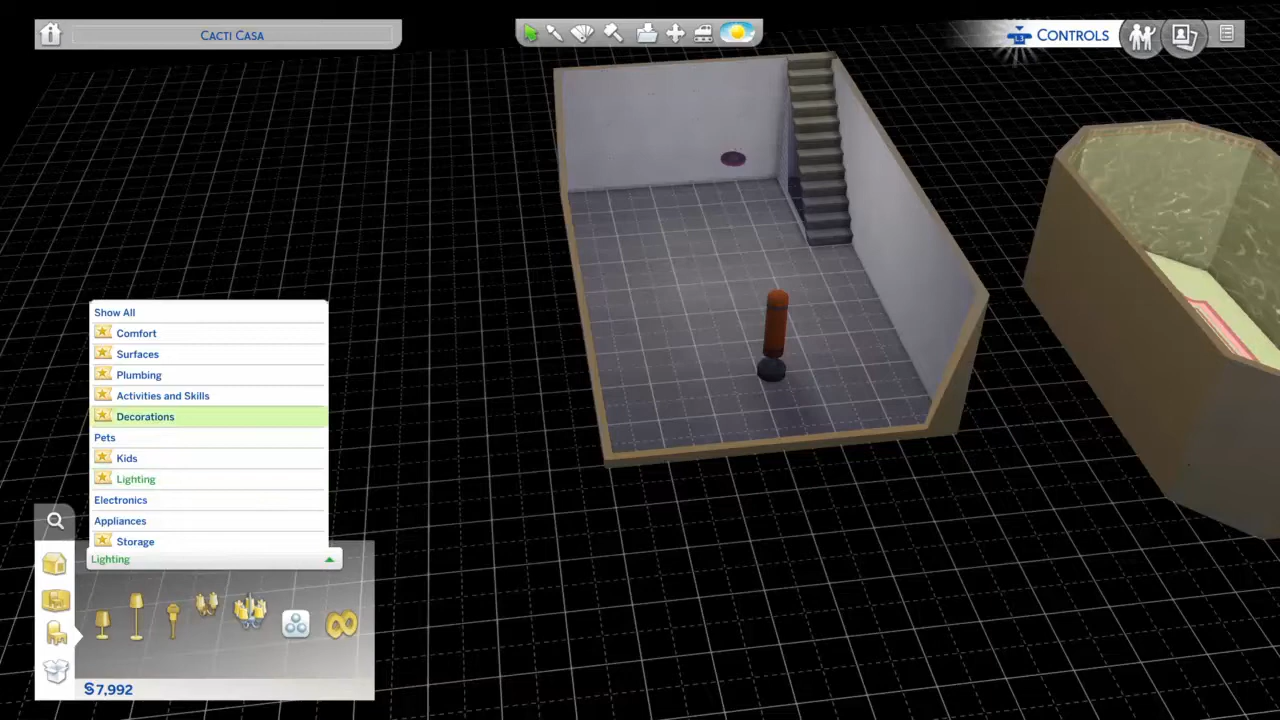 CACTI CASA
L3
CONTROLS
Show All
Comfort
Surfaces
Plumbing
Activities and Skills
Decorations
Pets
Kids
Lighting
Electronics
Appliances
Storage
Lighting
§7,992